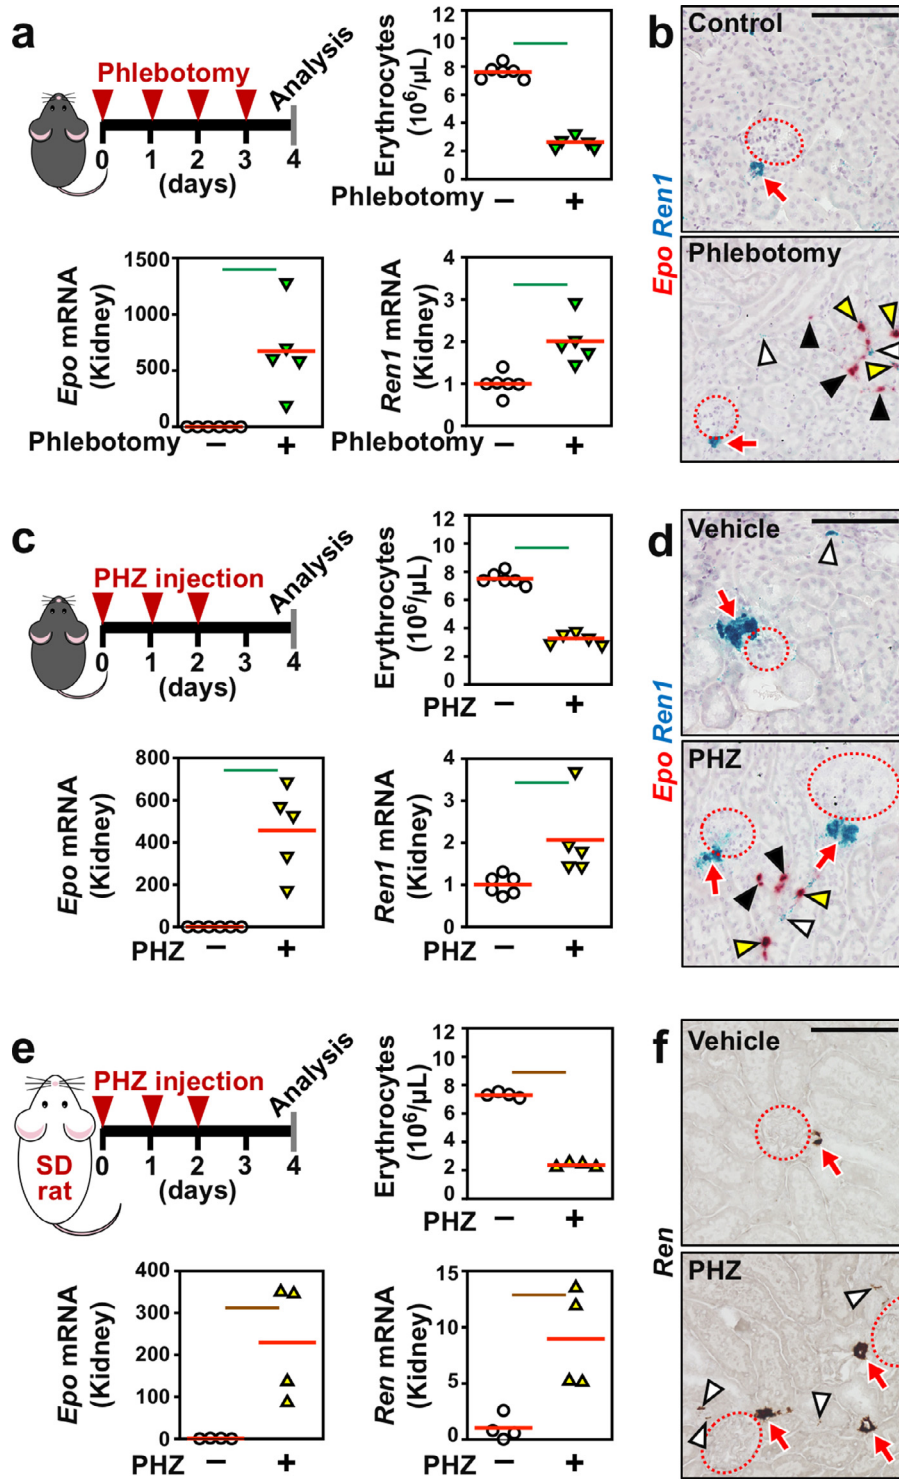 a
Phlebotomy
Analysis
0 1 2 3 4
(days)
Erythrocytes
(10⁶/μL)
12
10
8
6
4
2
0
Phlebotomy − +
Epo mRNA
(Kidney)
1500
1000
500
0
Phlebotomy − +
Ren1 mRNA
(Kidney)
4
3
2
1
0
Phlebotomy − +
b
Epo Ren1
Control
Phlebotomy
c
PHZ injection
Analysis
0 1 2 3 4
(days)
Erythrocytes
(10⁶/μL)
12
10
8
6
4
2
0
PHZ − +
Epo mRNA
(Kidney)
800
600
400
200
0
PHZ − +
Ren1 mRNA
(Kidney)
4
3
2
1
0
PHZ − +
d
Epo Ren1
Vehicle
PHZ
e
PHZ injection
Analysis
SD
rat
0 1 2 3 4
(days)
Erythrocytes
(10⁶/μL)
12
10
8
6
4
2
0
PHZ − +
Epo mRNA
(Kidney)
400
300
200
100
0
PHZ − +
Ren mRNA
(Kidney)
15
10
5
0
PHZ − +
f
Ren
Vehicle
PHZ